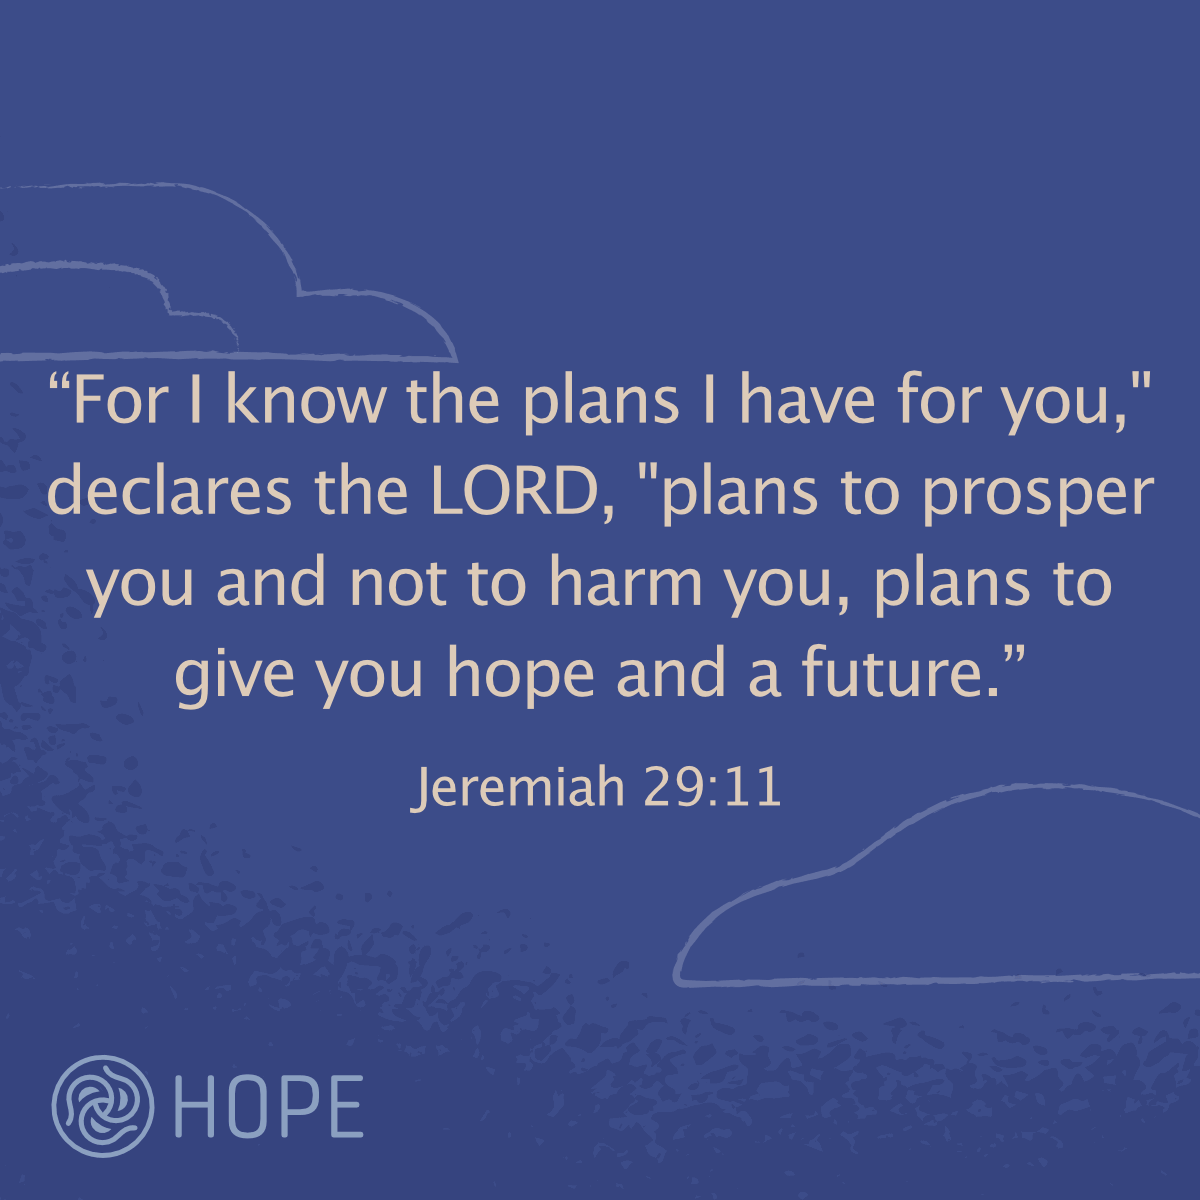 “For I know the plans I have for you,"
declares the LORD, "plans to prosper
you and not to harm you, plans to
give you hope and a future.”
Jeremiah 29:11
HOPE